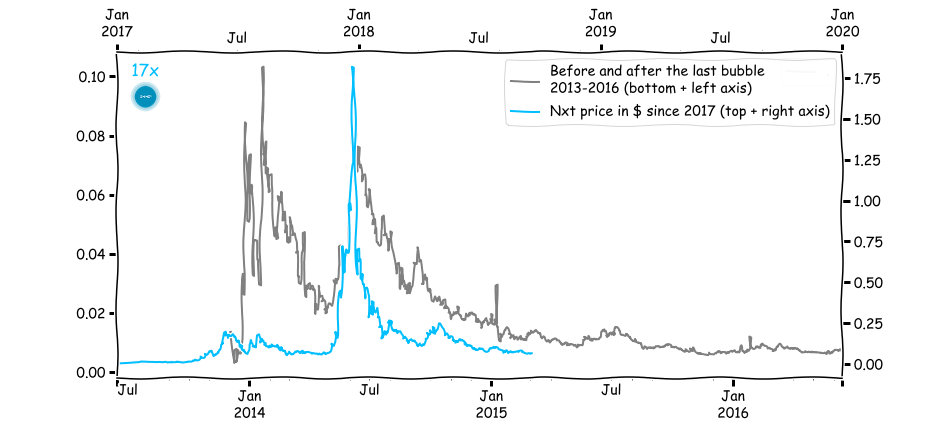 Jan
2017
Jul
Jan
2018
Jul
Jan
2019
Jul
Jan
2020
17x
Before and after the last bubble
2013-2016 (bottom + left axis)
Nxt price in $ since 2017 (top + right axis)
0.10
0.08
0.06
0.04
0.02
0.00
1.75
1.50
1.25
1.00
0.75
0.50
0.25
0.00
Jul
Jan
2014
Jul
Jan
2015
Jul
Jan
2016